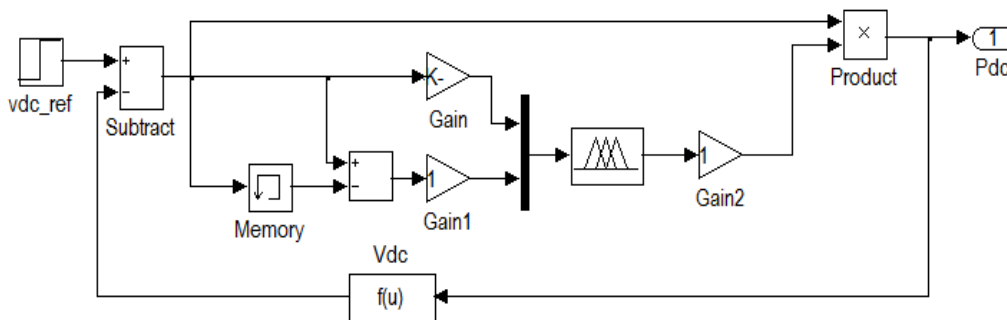 1
×
Product
Pdc
+
−
vdc_ref
Subtract
K-
Gain
+
−
1
Gain1
1
Gain2
Memory
Vdc
f(u)